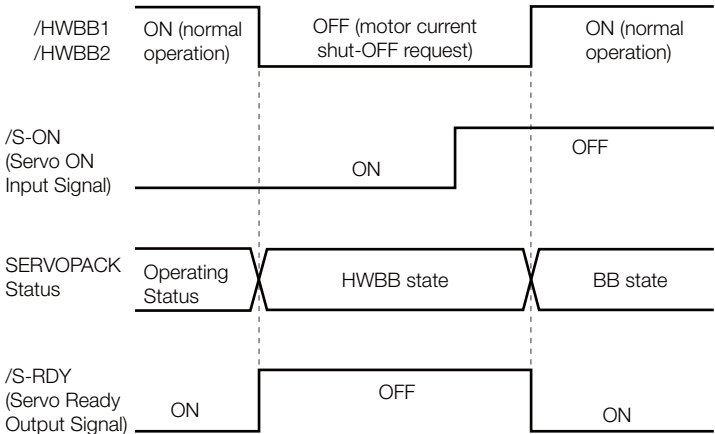 /HWBB1
/HWBB2
ON (normal
operation)
OFF (motor current
shut-OFF request)
ON (normal
operation)
/S-ON
(Servo ON
Input Signal)
ON
OFF
SERVOPACK
Status
Operating
Status
HWBB state
BB state
/S-RDY
(Servo Ready
Output Signal)
ON
OFF
ON